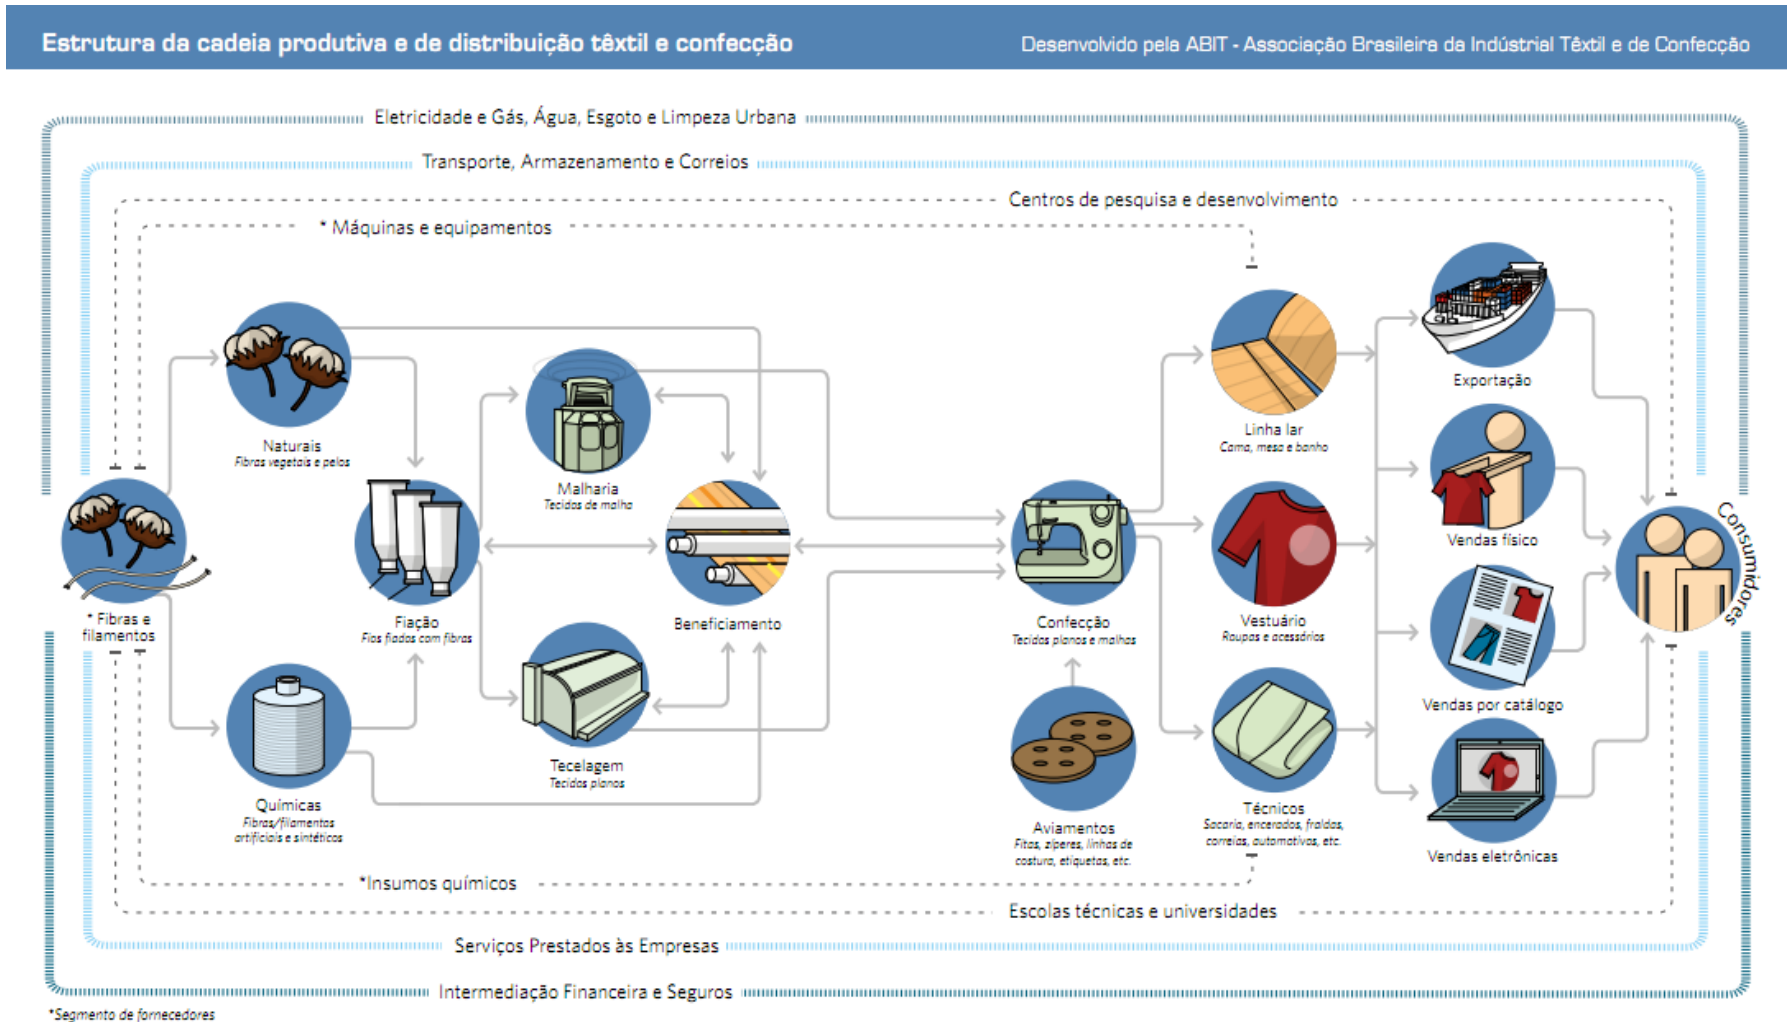 Estrutura da cadeia produtiva e de distribuição têxtil e confecção
Desenvolvido pela ABIT - Associação Brasileira da Indústrial Têxtil e de Confecção
Eletricidade e Gás, Água, Esgoto e Limpeza Urbana
Transporte, Armazenamento e Correios
Centros de pesquisa e desenvolvimento
* Máquinas e equipamentos
* Fibras e
filamentos
Naturais
Fibras vegetais e pelos
Químicas
Fibras/filamentos
artificiais e sintéticos
Fiação
Fios fiados com fibras
Malharia
Tecidos de malha
Tecelagem
Tecidos planos
Beneficiamento
Confecção
Tecidos planos e malhas
Aviamentos
Fitas, zíperes, linhas de
costura, etiquetas, etc.
Linha lar
Cama, mesa e banho
Vestuário
Roupas e acessórios
Técnicos
Sacaria, encerados, fraldas,
correias, automotivas, etc.
Exportação
Vendas físico
Vendas por catálogo
Vendas eletrônicas
Consumidores
*Insumos químicos
Escolas técnicas e universidades
Serviços Prestados às Empresas
Intermediação Financeira e Seguros
*Segmento de fornecedores